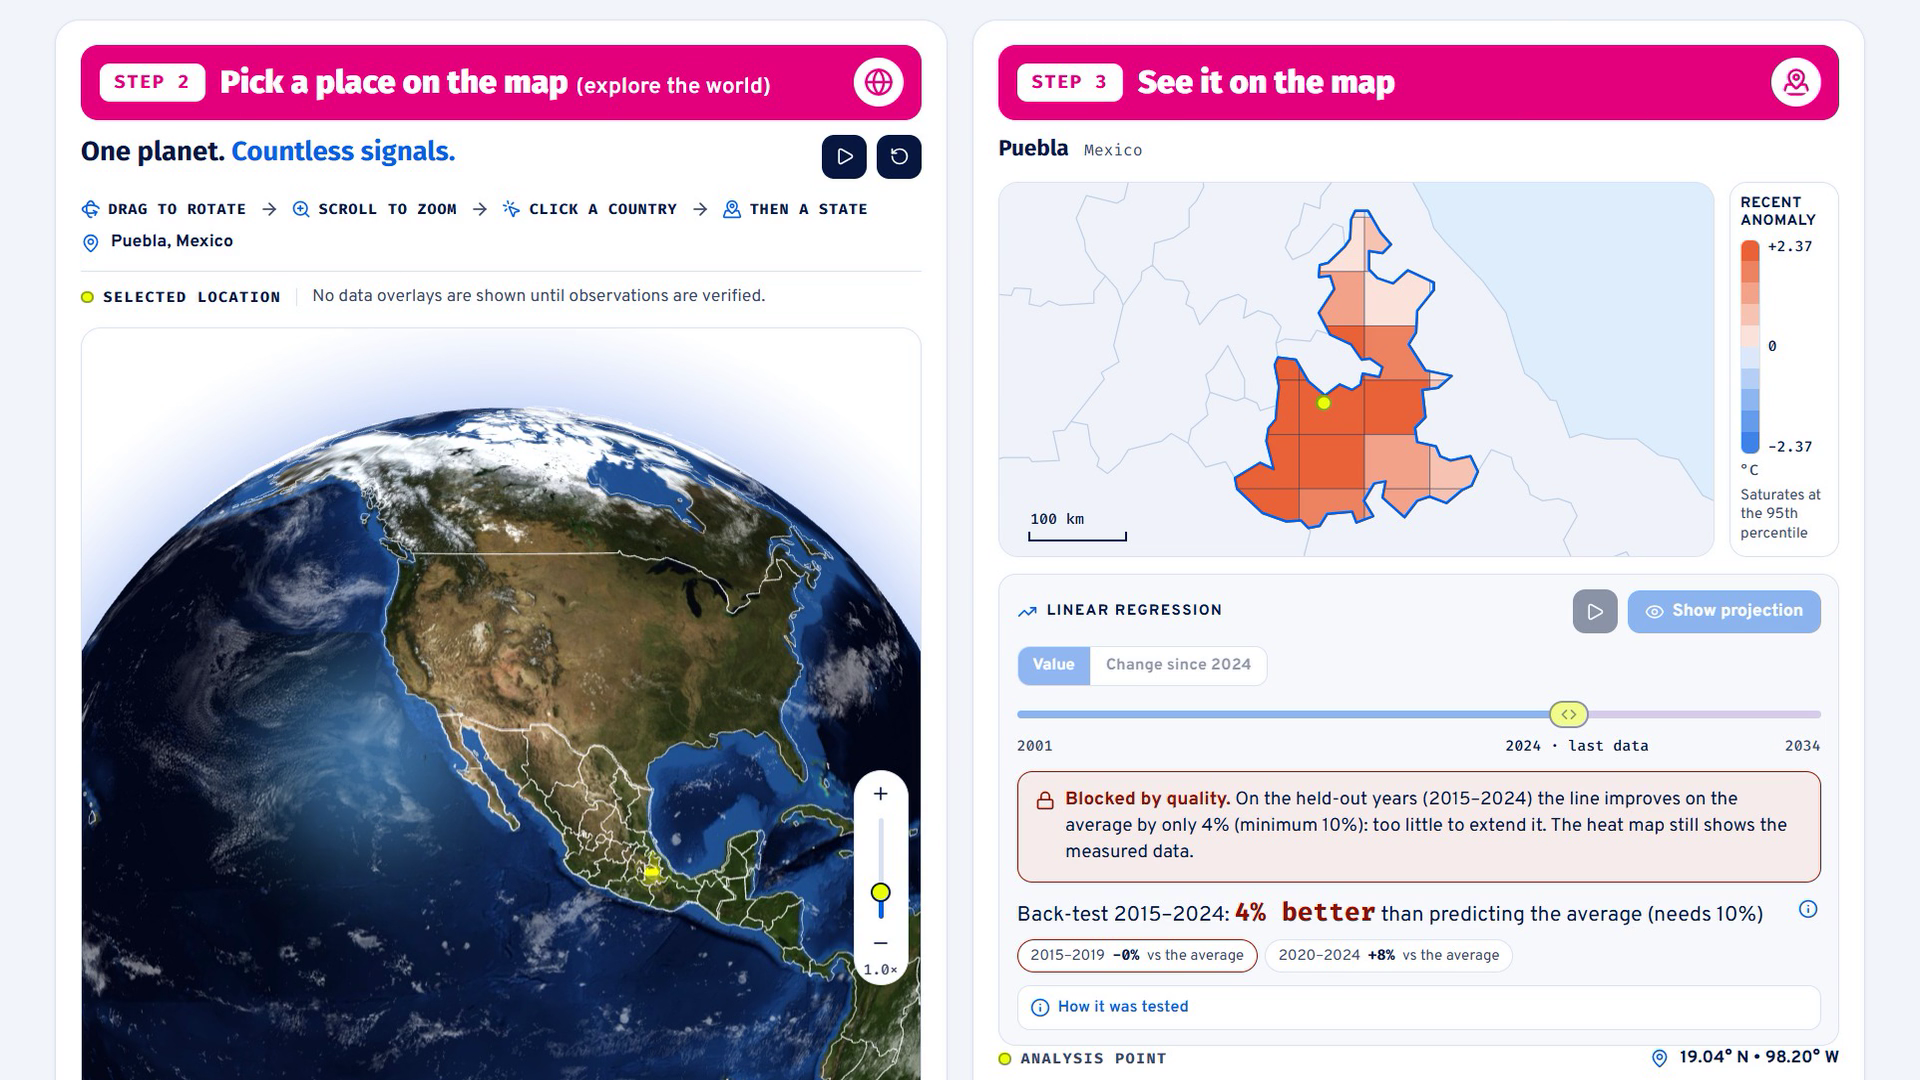 STEP 2 Pick a place on the map (explore the world)
One planet. Countless signals.
DRAG TO ROTATE → SCROLL TO ZOOM → CLICK A COUNTRY → THEN A STATE
Puebla, Mexico
SELECTED LOCATION No data overlays are shown until observations are verified.
+
−
1.0×
STEP 3 See it on the map
Puebla Mexico
100 km
RECENT
ANOMALY
+2.37
0
−2.37
°C
Saturates at
the 95th
percentile
LINEAR REGRESSION
Show projection
Value Change since 2024
2001 2024 · last data 2034
Blocked by quality. On the held-out years (2015–2024) the line improves on the
average by only 4% (minimum 10%): too little to extend it. The heat map still shows the
measured data.
Back-test 2015–2024: 4% better than predicting the average (needs 10%)
2015–2019 −0% vs the average 2020–2024 +8% vs the average
How it was tested
ANALYSIS POINT 19.04° N • 98.20° W